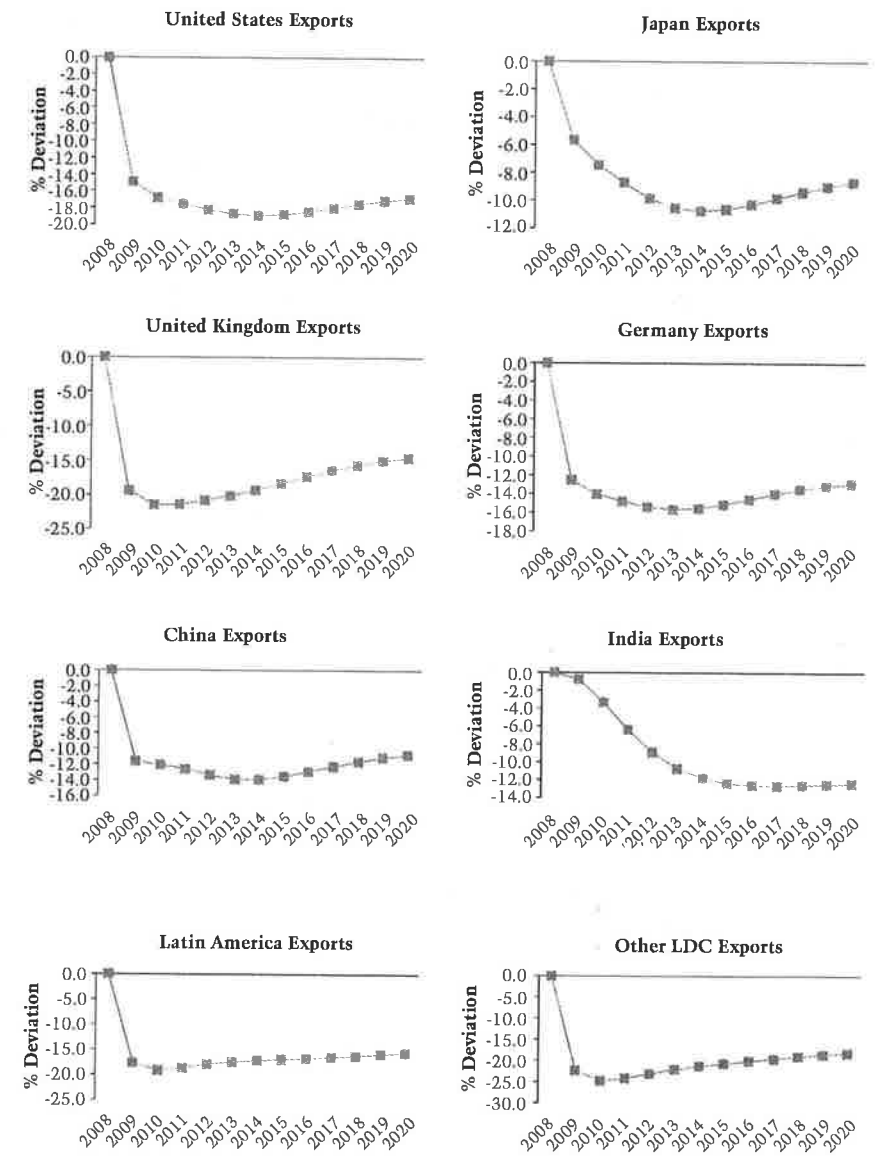 United States Exports
% Deviation
0.0
-2.0
-4.0
-6.0
-8.0
-10.0
-12.0
-14.0
-16.0
-18.0
-20.0
2008 2009 2010 2011 2012 2013 2014 2015 2016 2017 2018 2019 2020
Japan Exports
% Deviation
0.0
-2.0
-4.0
-6.0
-8.0
-10.0
-12.0
2008 2009 2010 2011 2012 2013 2014 2015 2016 2017 2018 2019 2020
United Kingdom Exports
% Deviation
0.0
-5.0
-10.0
-15.0
-20.0
-25.0
2008 2009 2010 2011 2012 2013 2014 2015 2016 2017 2018 2019 2020
Germany Exports
% Deviation
0.0
-2.0
-4.0
-6.0
-8.0
-10.0
-12.0
-14.0
-16.0
-18.0
2008 2009 2010 2011 2012 2013 2014 2015 2016 2017 2018 2019 2020
China Exports
% Deviation
0.0
-2.0
-4.0
-6.0
-8.0
-10.0
-12.0
-14.0
-16.0
2008 2009 2010 2011 2012 2013 2014 2015 2016 2017 2018 2019 2020
India Exports
% Deviation
0.0
-2.0
-4.0
-6.0
-8.0
-10.0
-12.0
-14.0
2008 2009 2010 2011 2012 2013 2014 2015 2016 2017 2018 2019 2020
Latin America Exports
% Deviation
0.0
-5.0
-10.0
-15.0
-20.0
-25.0
2008 2009 2010 2011 2012 2013 2014 2015 2016 2017 2018 2019 2020
Other LDC Exports
% Deviation
0.0
-5.0
-10.0
-15.0
-20.0
-25.0
-30.0
2008 2009 2010 2011 2012 2013 2014 2015 2016 2017 2018 2019 2020